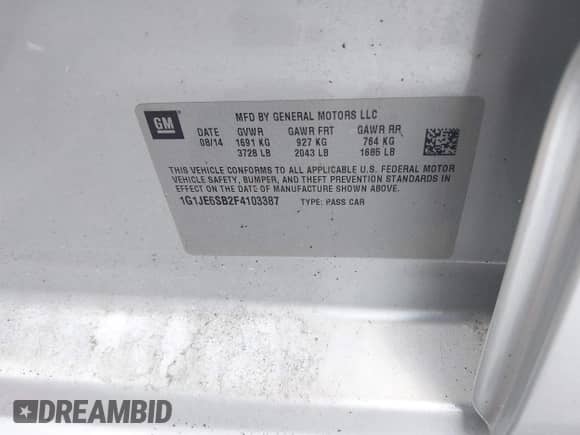 GM
MFD BY GENERAL MOTORS LLC
DATE GVWR GAWR FRT GAWR RR
08/14 1691 KG 927 KG 764 KG
3728 LB 2043 LB 1685 LB
THIS VEHICLE CONFORMS TO ALL APPLICABLE U.S. FEDERAL MOTOR
VEHICLE SAFETY, BUMPER, AND THEFT PREVENTION STANDARDS
IN EFFECT ON THE DATE OF MANUFACTURE SHOWN ABOVE.
1G1JE6SB2F4103387 TYPE: PASS CAR
DREAMBID